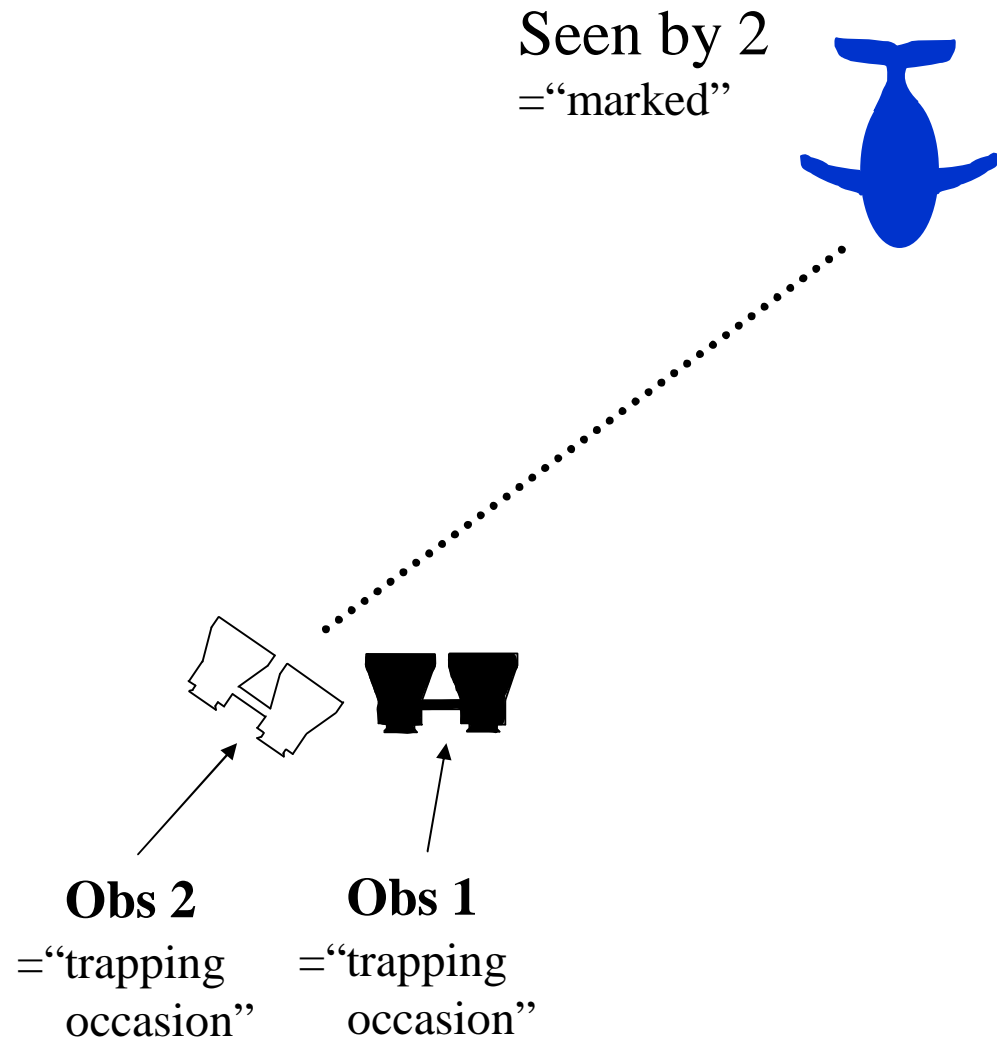 Seen by 2
=“marked”
Obs 2
=“trapping
occasion”
Obs 1
=“trapping
occasion”